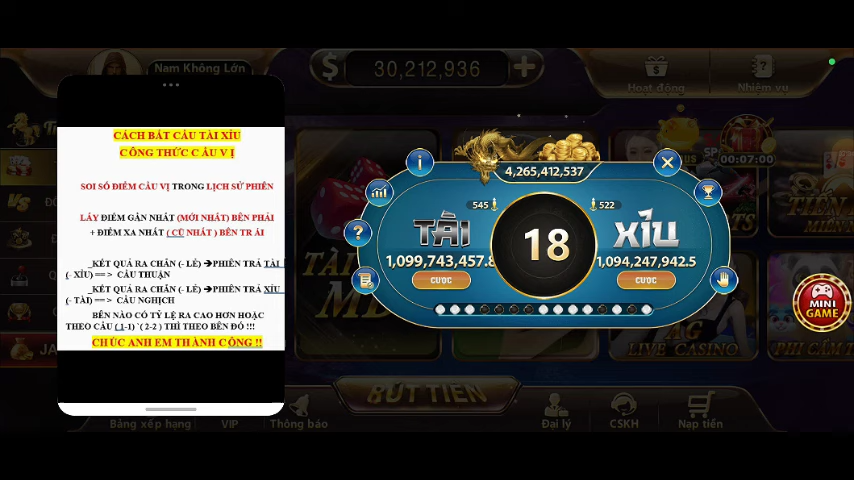 Nam Không Lớn
$ 30,212,936 +
Hoạt động
Nhiệm vụ
CÁCH BẮT CẦU TÀI XỈU
CÔNG THỨC CẦU VỊ
SOI SỐ ĐIỂM CẦU VỊ TRONG LỊCH SỬ PHIÊN
LẤY ĐIỂM GẦN NHẤT (MỚI NHẤT) BÊN PHẢI
+ ĐIỂM XA NHẤT ( CŨ NHẤT ) BÊN TRÁI
_KẾT QUẢ RA CHẴN (- LẺ) → PHIÊN TRẢ TÀI
(- XỈU) ==> CẦU THUẬN
_KẾT QUẢ RA CHẴN (- LẺ) → PHIÊN TRẢ XỈU
(- TÀI) ==> CẦU NGHỊCH
BÊN NÀO CÓ TỶ LỆ RA CAO HƠN HOẶC
THEO CẦU (1-1) `( 2-2 ) THÌ THEO BÊN ĐÓ !!!
CHÚC ANH EM THÀNH CÔNG !!
4,265,412,537
545
522
TÀI
18
XỈU
1,099,743,457.8
1,094,247,942.5
CƯỢC
CƯỢC
00:07:00
MINI
GAME
LIVE CASINO
RÚT TIỀN
Bảng xếp hạng
VIP
Thông báo
Đại lý
CSKH
Nạp tiền